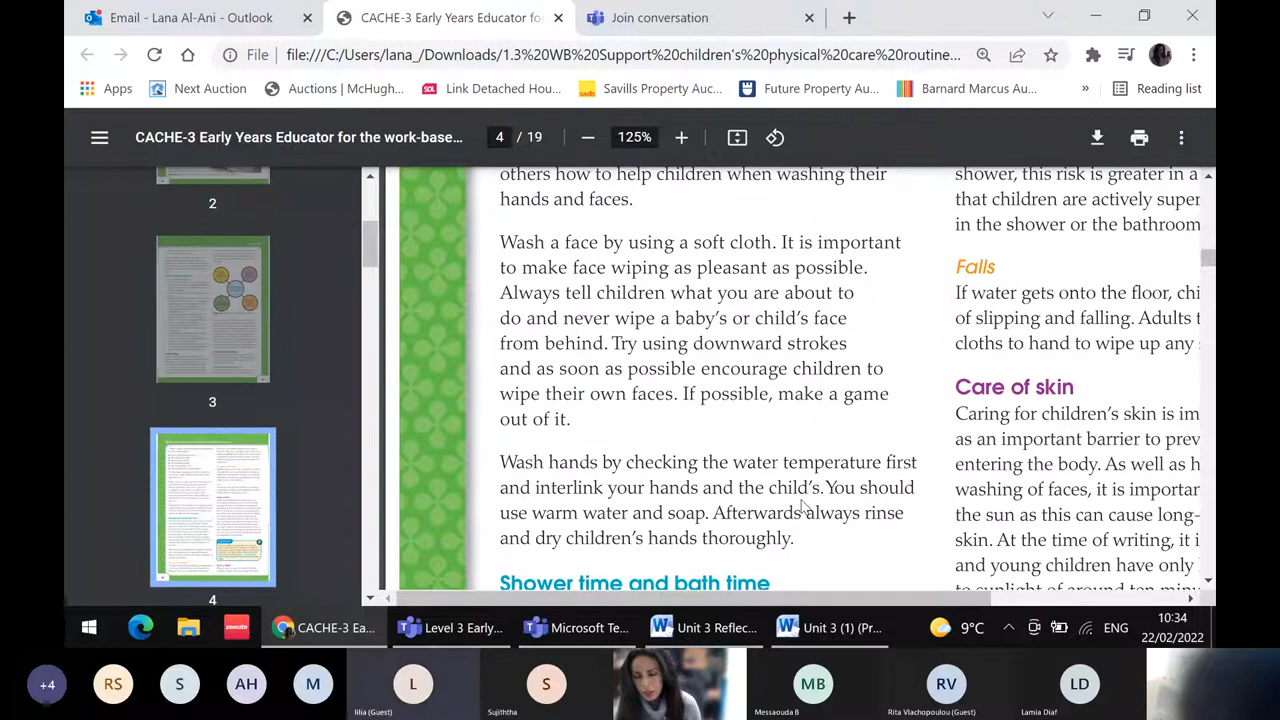 Email - Lana Al-Ani - Outlook
CACHE-3 Early Years Educator fo
Join conversation
File
file:///C:/Users/lana_/Downloads/1.3%20WB%20Support%20children's%20physical%20care%20routine...
Apps
Next Auction
Auctions | McHugh...
SDL
Link Detached Hou...
savills
Savills Property Auc...
Future Property Au...
Barnard Marcus Au...
»
Reading list
CACHE-3 Early Years Educator for the work-base...
4 / 19
125%
2
3
4
others how to help children when washing their
hands and faces.
Wash a face by using a soft cloth. It is important
to make face wiping as pleasant as possible.
Always tell children what you are about to
do and never wipe a baby's or child's face
from behind. Try using downward strokes
and as soon as possible encourage children to
wipe their own faces. If possible, make a game
out of it.
Wash hands by checking the water temperature first
and interlink your hands and the child's. You should
use warm water and soap. Afterwards always rinse
and dry children's hands thoroughly.
Shower time and bath time
shower, this risk is greater in a
that children are actively super
in the shower or the bathroom
Falls
If water gets onto the floor, chi
of slipping and falling. Adults
cloths to hand to wipe up any
Care of skin
Caring for children's skin is im
as an important barrier to prev
entering the body. As well as h
washing of faces, it is importan
the sun as this can cause long-
skin. At the time of writing, it i
and young children have only
to sunlight of around ten minu
zomato
CACHE-3 Ea...
Level 3 Early...
Microsoft Te...
Unit 3 Reflec...
Unit 3 (1) (Pr...
9°C
ENG
10:34
22/02/2022
+4
RS
S
AH
M
L
lilia (Guest)
S
Sujiththa
MB
Messaouda B
RV
Rita Vlachopoulou (Guest)
LD
Lamia Diaf